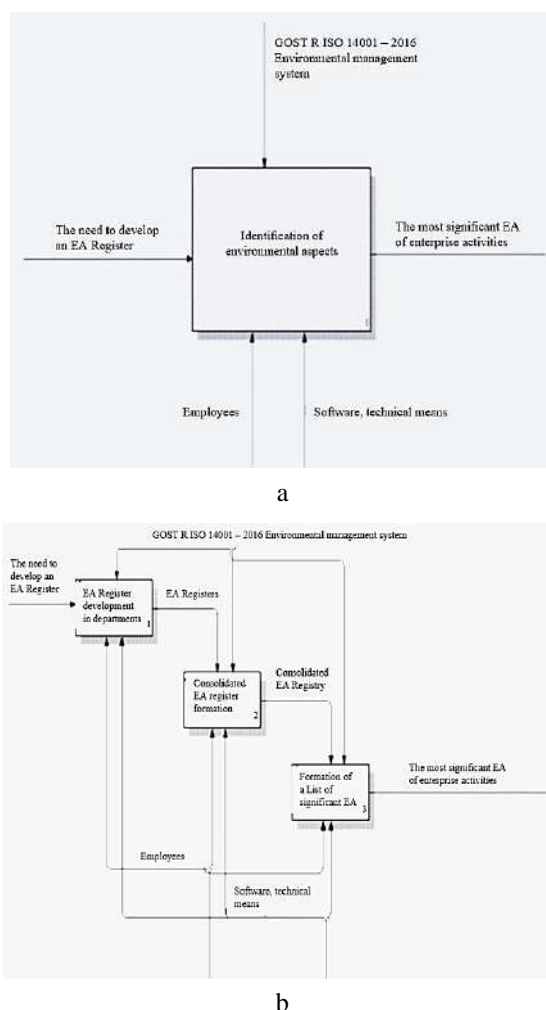 GOST R ISO 14001 – 2016
Environmental management
system
The need to develop
an EA Register
Identification of
environmental aspects
The most significant EA
of enterprise activities
Employees
Software, technical means
a
GOST R ISO 14001 – 2016 Environmental management system
The need to
develop an
EA Register
EA Register
development
in departments
1
EA Registers
Consolidated
EA register
formation
2
Consolidated
EA Registry
Formation of
a List of
significant EA
3
The most significant EA
of enterprise activities
Employees
Software, technical
means
b